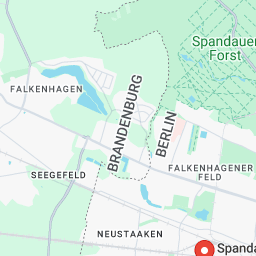 Spandauer
Forst
FALKENHAGEN
BRANDENBURG
BERLIN
FALKENHAGENER
FELD
SEEGEFELD
NEUSTAAKEN
Spanda